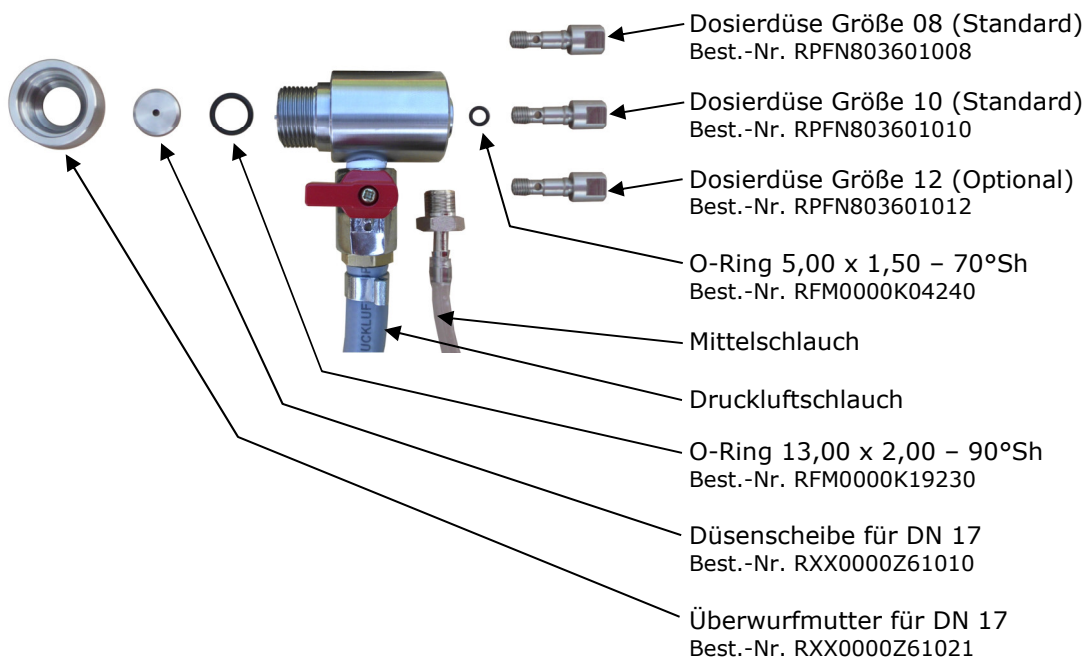 Dosierdüse Größe 08 (Standard)
Best.-Nr. RPFN803601008
Dosierdüse Größe 10 (Standard)
Best.-Nr. RPFN803601010
Dosierdüse Größe 12 (Optional)
Best.-Nr. RPFN803601012
O-Ring 5,00 x 1,50 – 70°Sh
Best.-Nr. RFM0000K04240
Mittelschlauch
UCKLUF
Druckluftschlauch
O-Ring 13,00 x 2,00 – 90°Sh
Best.-Nr. RFM0000K19230
Düsenscheibe für DN 17
Best.-Nr. RXX0000Z61010
Überwurfmutter für DN 17
Best.-Nr. RXX0000Z61021